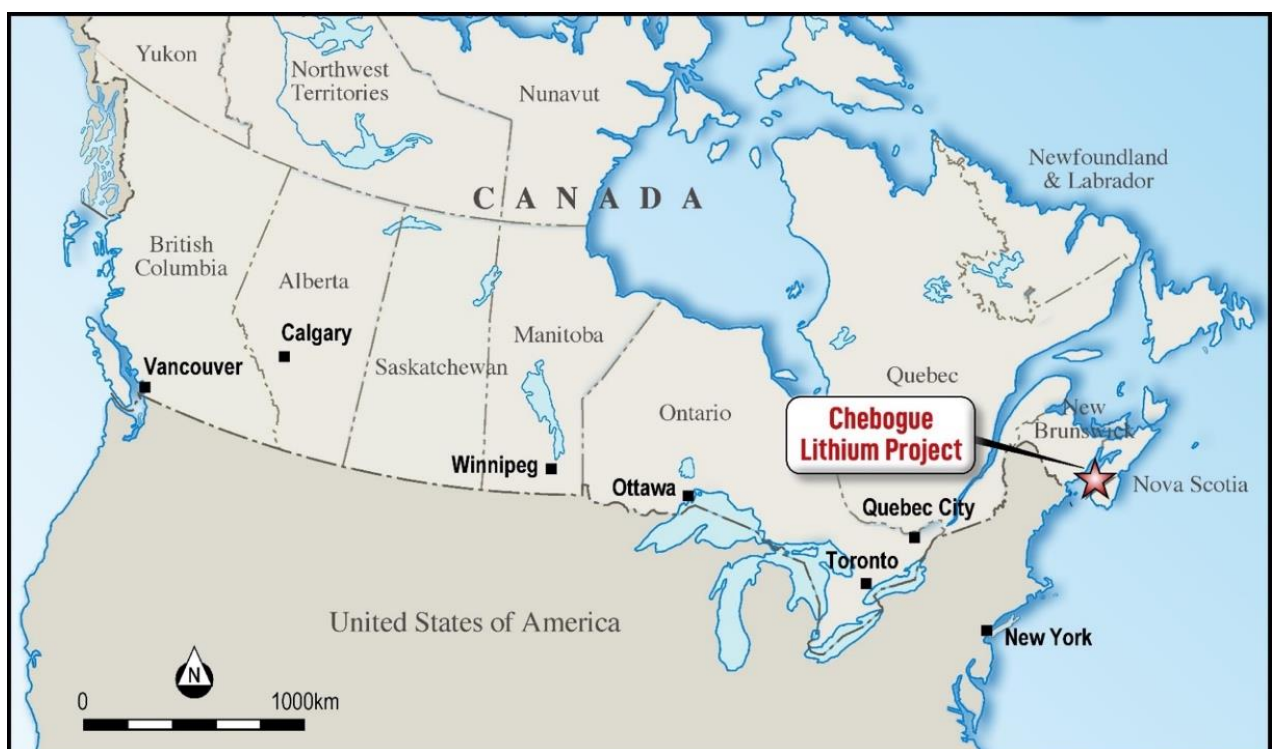 Yukon
Northwest
Territories
Nunavut
Newfoundland
& Labrador
CANADA
British
Columbia
Alberta
Calgary
Manitoba
Vancouver
Saskatchewan
Quebec
Ontario
Chebogue
Lithium Project
New
Brunswick
Winnipeg
Ottawa
Nova Scotia
Quebec City
Toronto
United States of America
New York
N
0
1000km